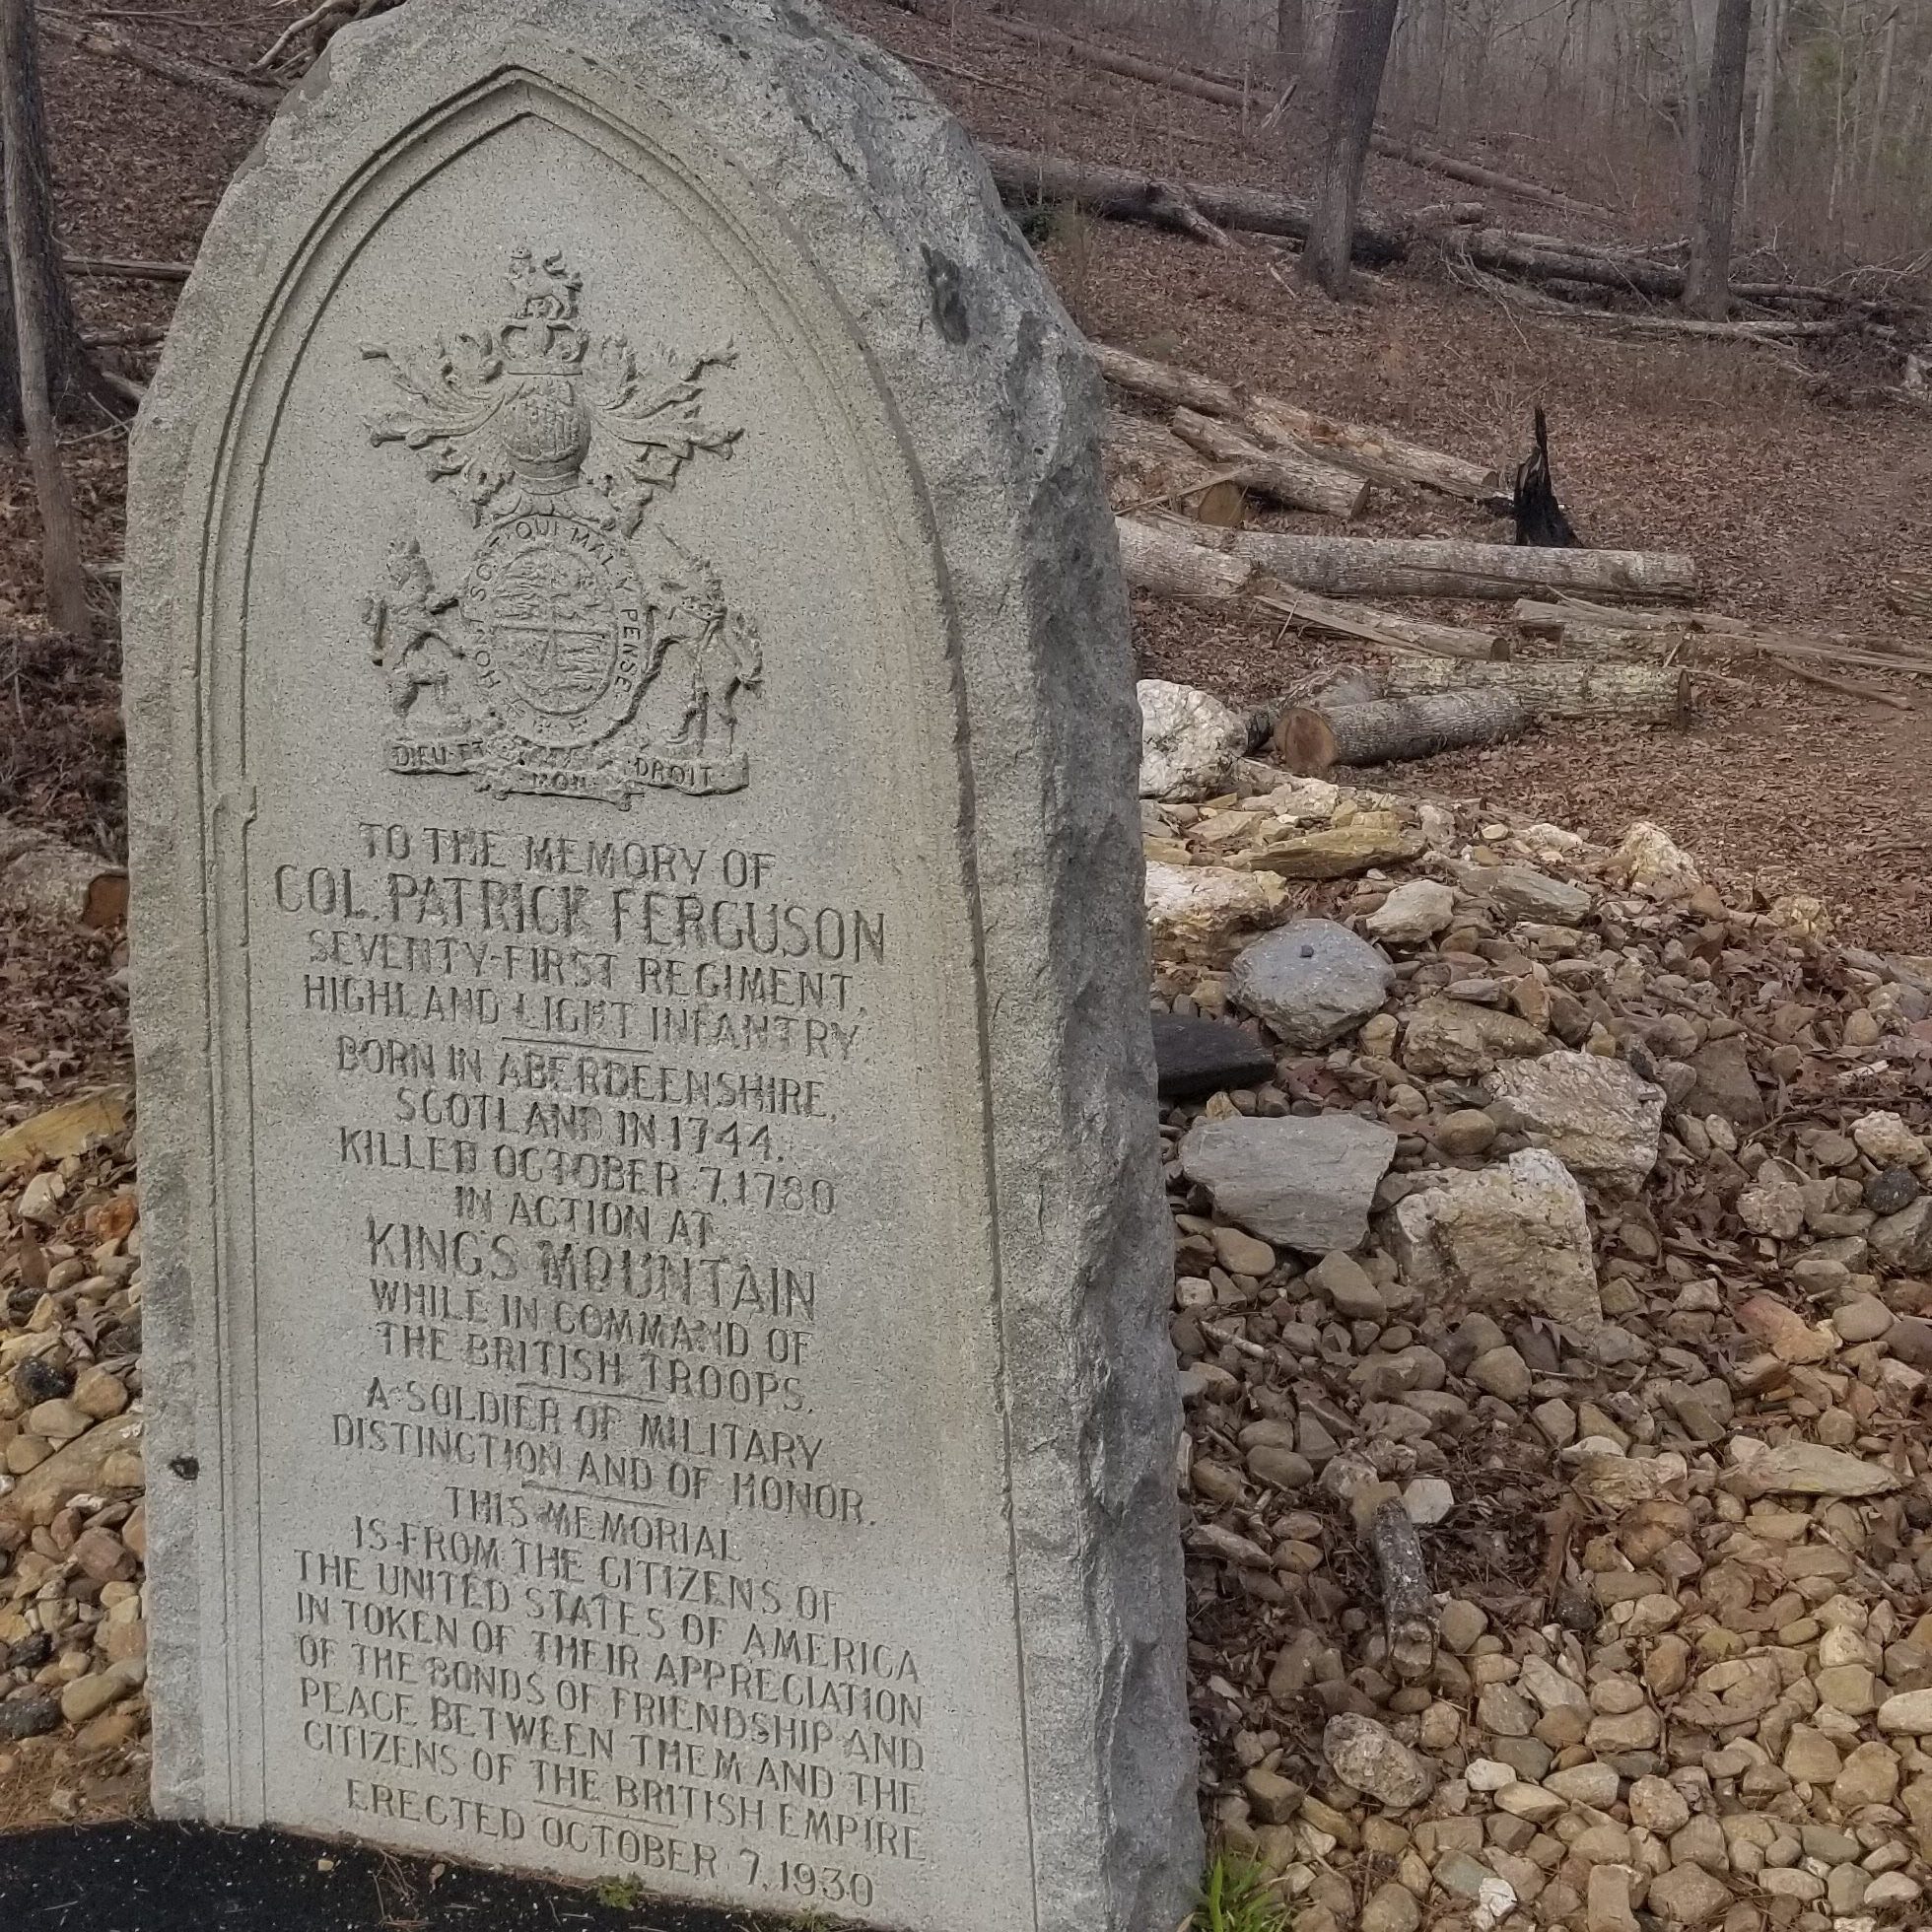 HONI SOIT QUI MAL Y PENSE
DIEU ET MON DROIT
TO THE MEMORY OF
COL. PATRICK FERGUSON
SEVENTY-FIRST REGIMENT,
HIGHLAND LIGHT INFANTRY.
BORN IN ABERDEENSHIRE,
SCOTLAND IN 1744.
KILLED OCTOBER 7, 1780
IN ACTION AT
KING'S MOUNTAIN
WHILE IN COMMAND OF
THE BRITISH TROOPS.
A SOLDIER OF MILITARY
DISTINCTION AND OF HONOR.
THIS MEMORIAL
IS FROM THE CITIZENS OF
THE UNITED STATES OF AMERICA
IN TOKEN OF THEIR APPRECIATION
OF THE BONDS OF FRIENDSHIP AND
PEACE BETWEEN THEM AND THE
CITIZENS OF THE BRITISH EMPIRE
ERECTED OCTOBER 7, 1930